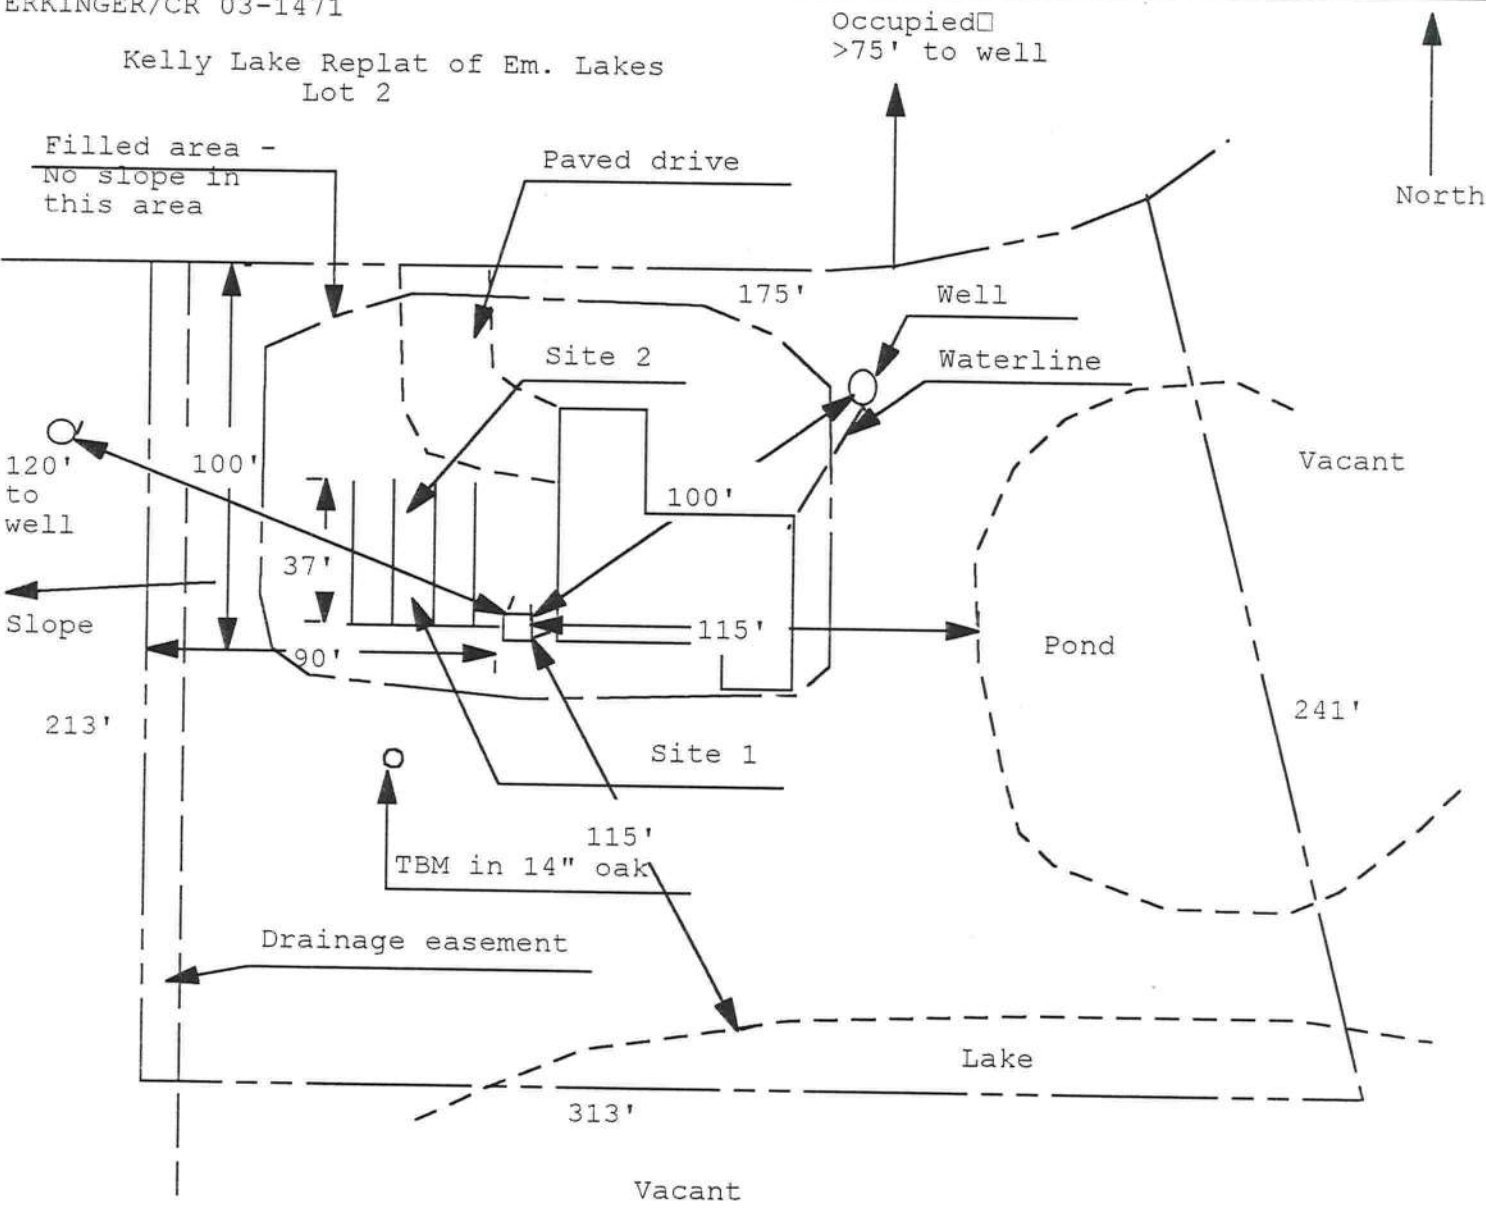 ERKINGER/CR 03-1471
Occupied□
>75' to well
Kelly Lake Replat of Em. Lakes
Lot 2
North
Filled area -
No slope in
this area
Paved drive
175'
Well
Site 2
Waterline
120'
to
well
100'
100'
Vacant
37'
Slope
115'
Pond
90'
213'
241'
Site 1
115'
TBM in 14" oak
Drainage easement
Lake
313'
Vacant